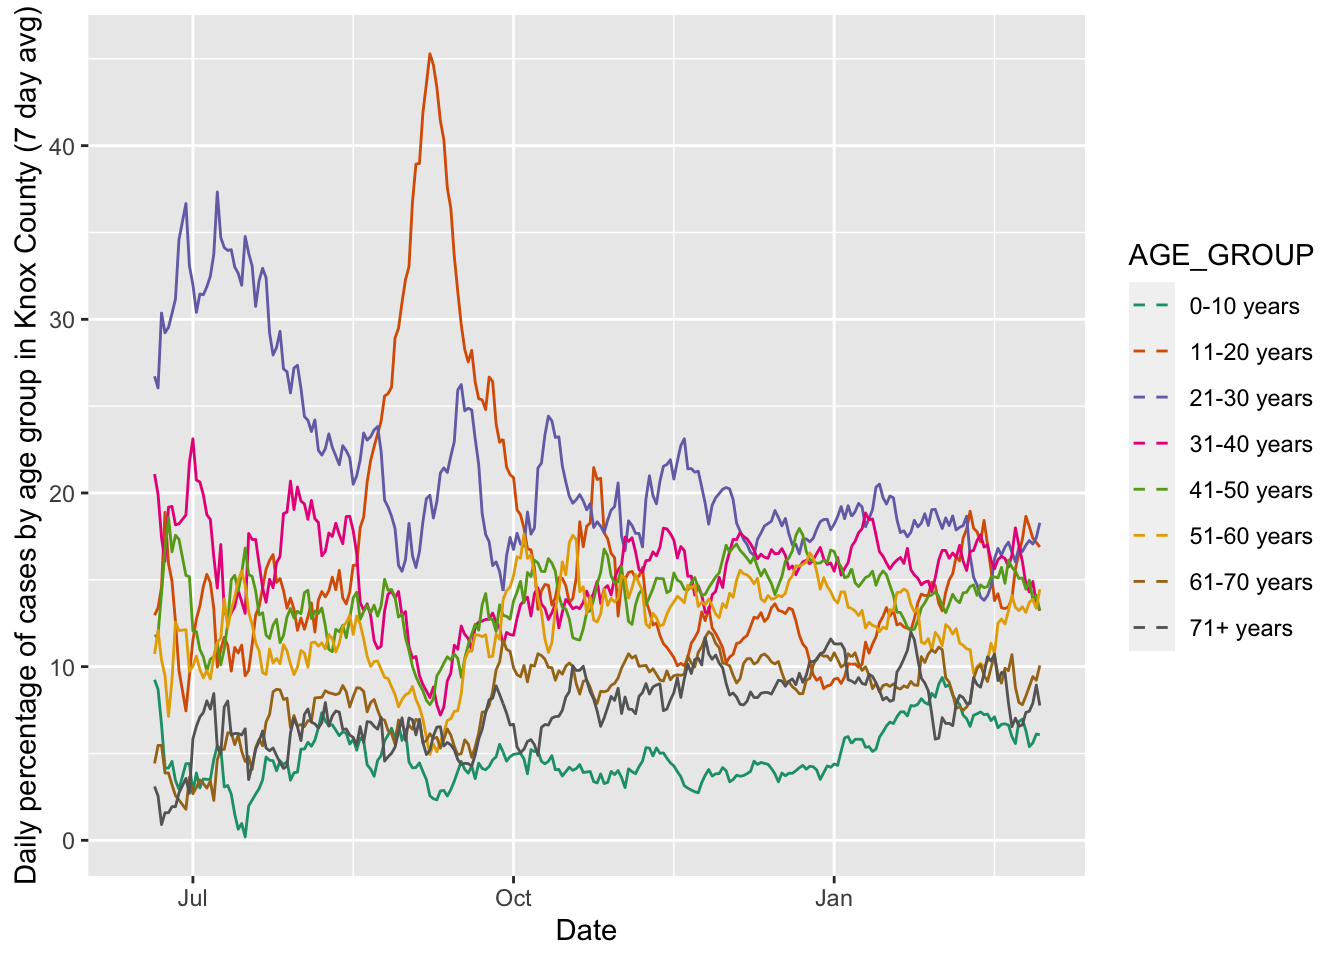 Daily percentage of cases by age group in Knox County (7 day avg)
40
30
20
10
0
Jul
Oct
Jan
Date
AGE_GROUP
0-10 years
11-20 years
21-30 years
31-40 years
41-50 years
51-60 years
61-70 years
71+ years